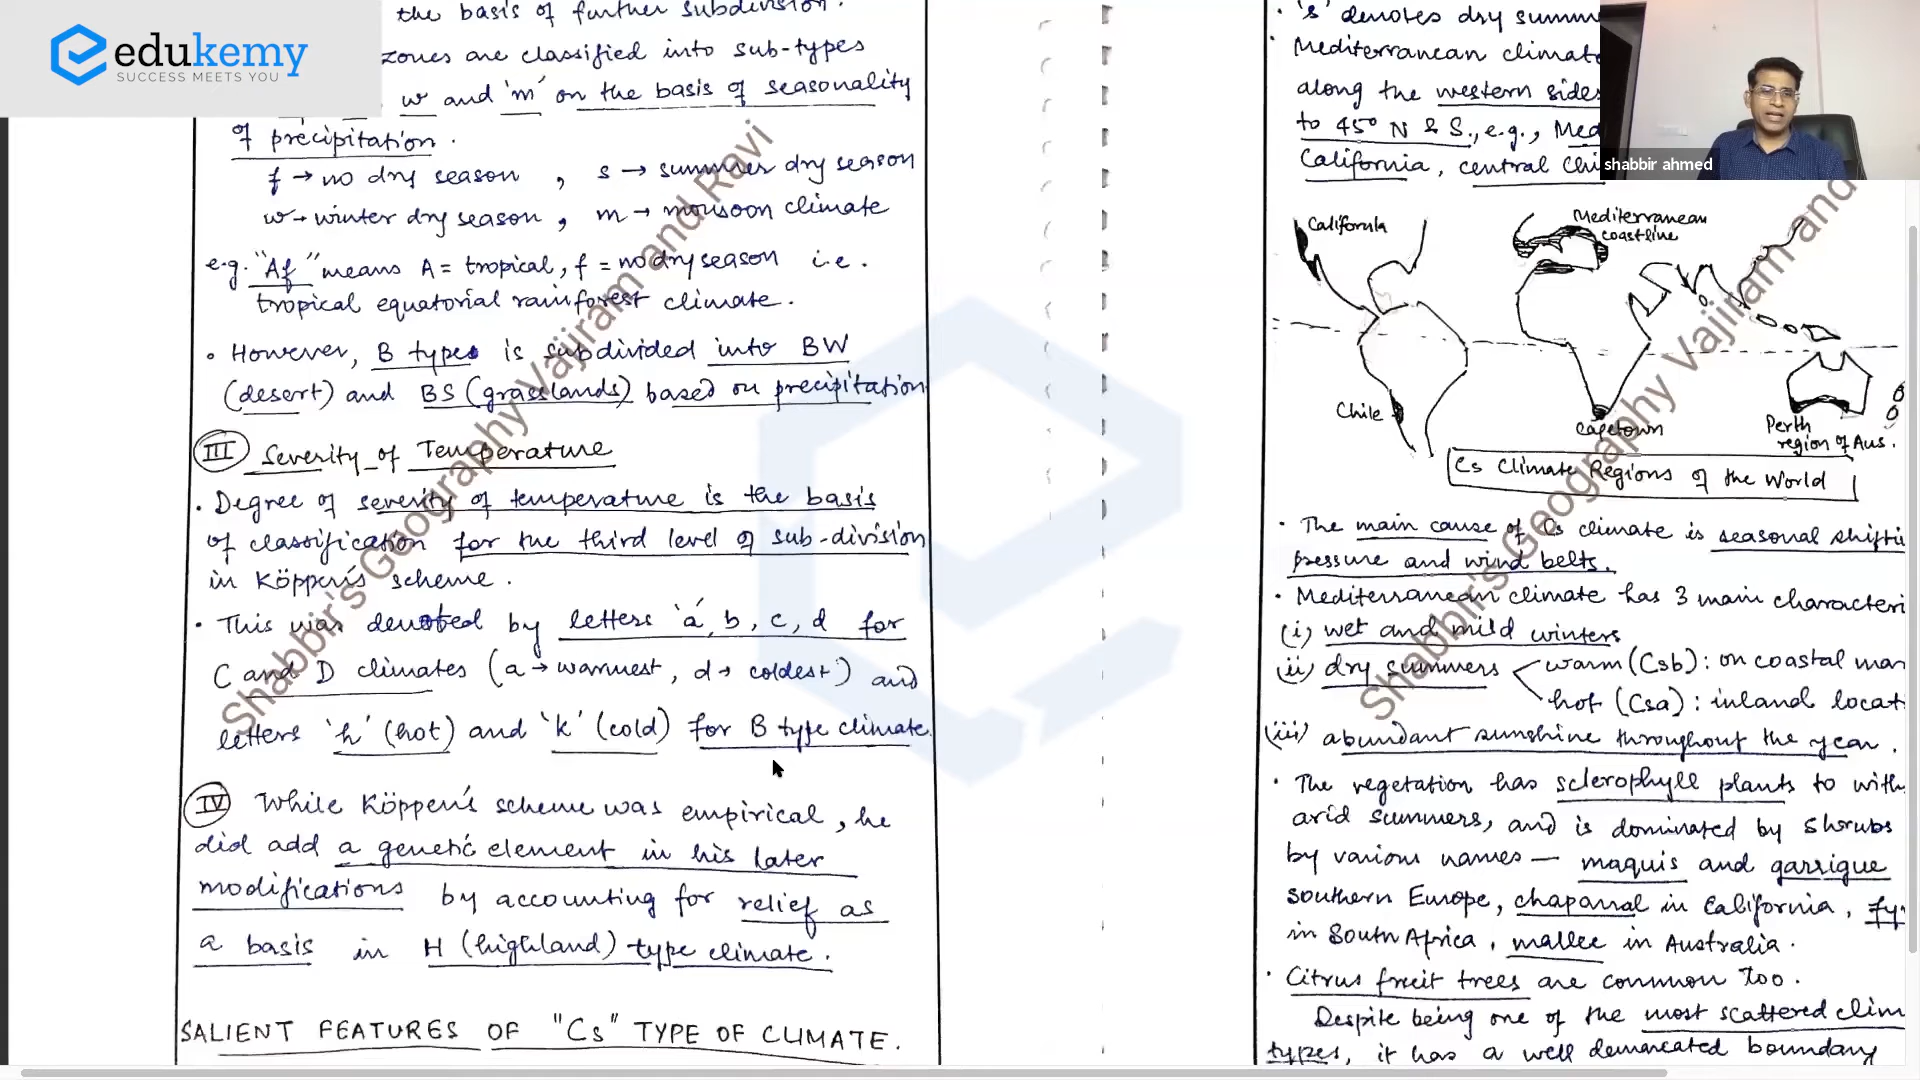 edukemy
SUCCESS MEETS YOU
the basis of further subdivision.
zones are classified into sub-types
w and 'm' on the basis of seasonality
of precipitation.
f → no dry season , s → summer dry season
w → winter dry season , m → monsoon climate
e.g. "Af" means A = tropical, f = no dry season i.e.
tropical equatorial rainforest climate.
• However, B type is subdivided into BW
(desert) and BS (grasslands) based on precipitation
III Severity of Temperature
• Degree of severity of temperature is the basis
of classification for the third level of sub-division
in Köppen's scheme.
• This was denoted by letters 'a', b, c, d for
C and D climates (a → warmest, d → coldest) and
letters 'h' (hot) and 'k' (cold) for B type climate.
IV While Köppen's scheme was empirical, he
did add a genetic element in his later
modifications by accounting for relief as
a basis in H (highland) type climate.
SALIENT FEATURES OF "Cs" TYPE OF CLIMATE.
Shabbir's Geography Vajiram and Ravi
• 's' denotes dry summ
• Mediterranean climate
along the western sides
to 45° N & S, e.g., Med
California, central Chi
shabbir ahmed
California
Mediterranean
coastline
Chile
Capetown
Perth
region of Aus.
Cs Climate Regions of the World
• The main cause of Cs climate is seasonal shifti
pressure and wind belts.
• Mediterranean climate has 3 main characteri
(i) wet and mild winters
(ii) dry summers
warm (Csb): on coastal mar
hot (Csa): inland locat
(iii) abundant sunshine throughout the year.
• The vegetation has sclerophyll plants to with
arid summers, and is dominated by shrubs
by various names — maquis and garrigue
southern Europe, chaparral in California, fy
in South Africa, mallee in Australia.
• Citrus fruit trees are common too.
Despite being one of the most scattered clim
types, it has a well demarcated boundary
Shabbir's Geography Vajiram and